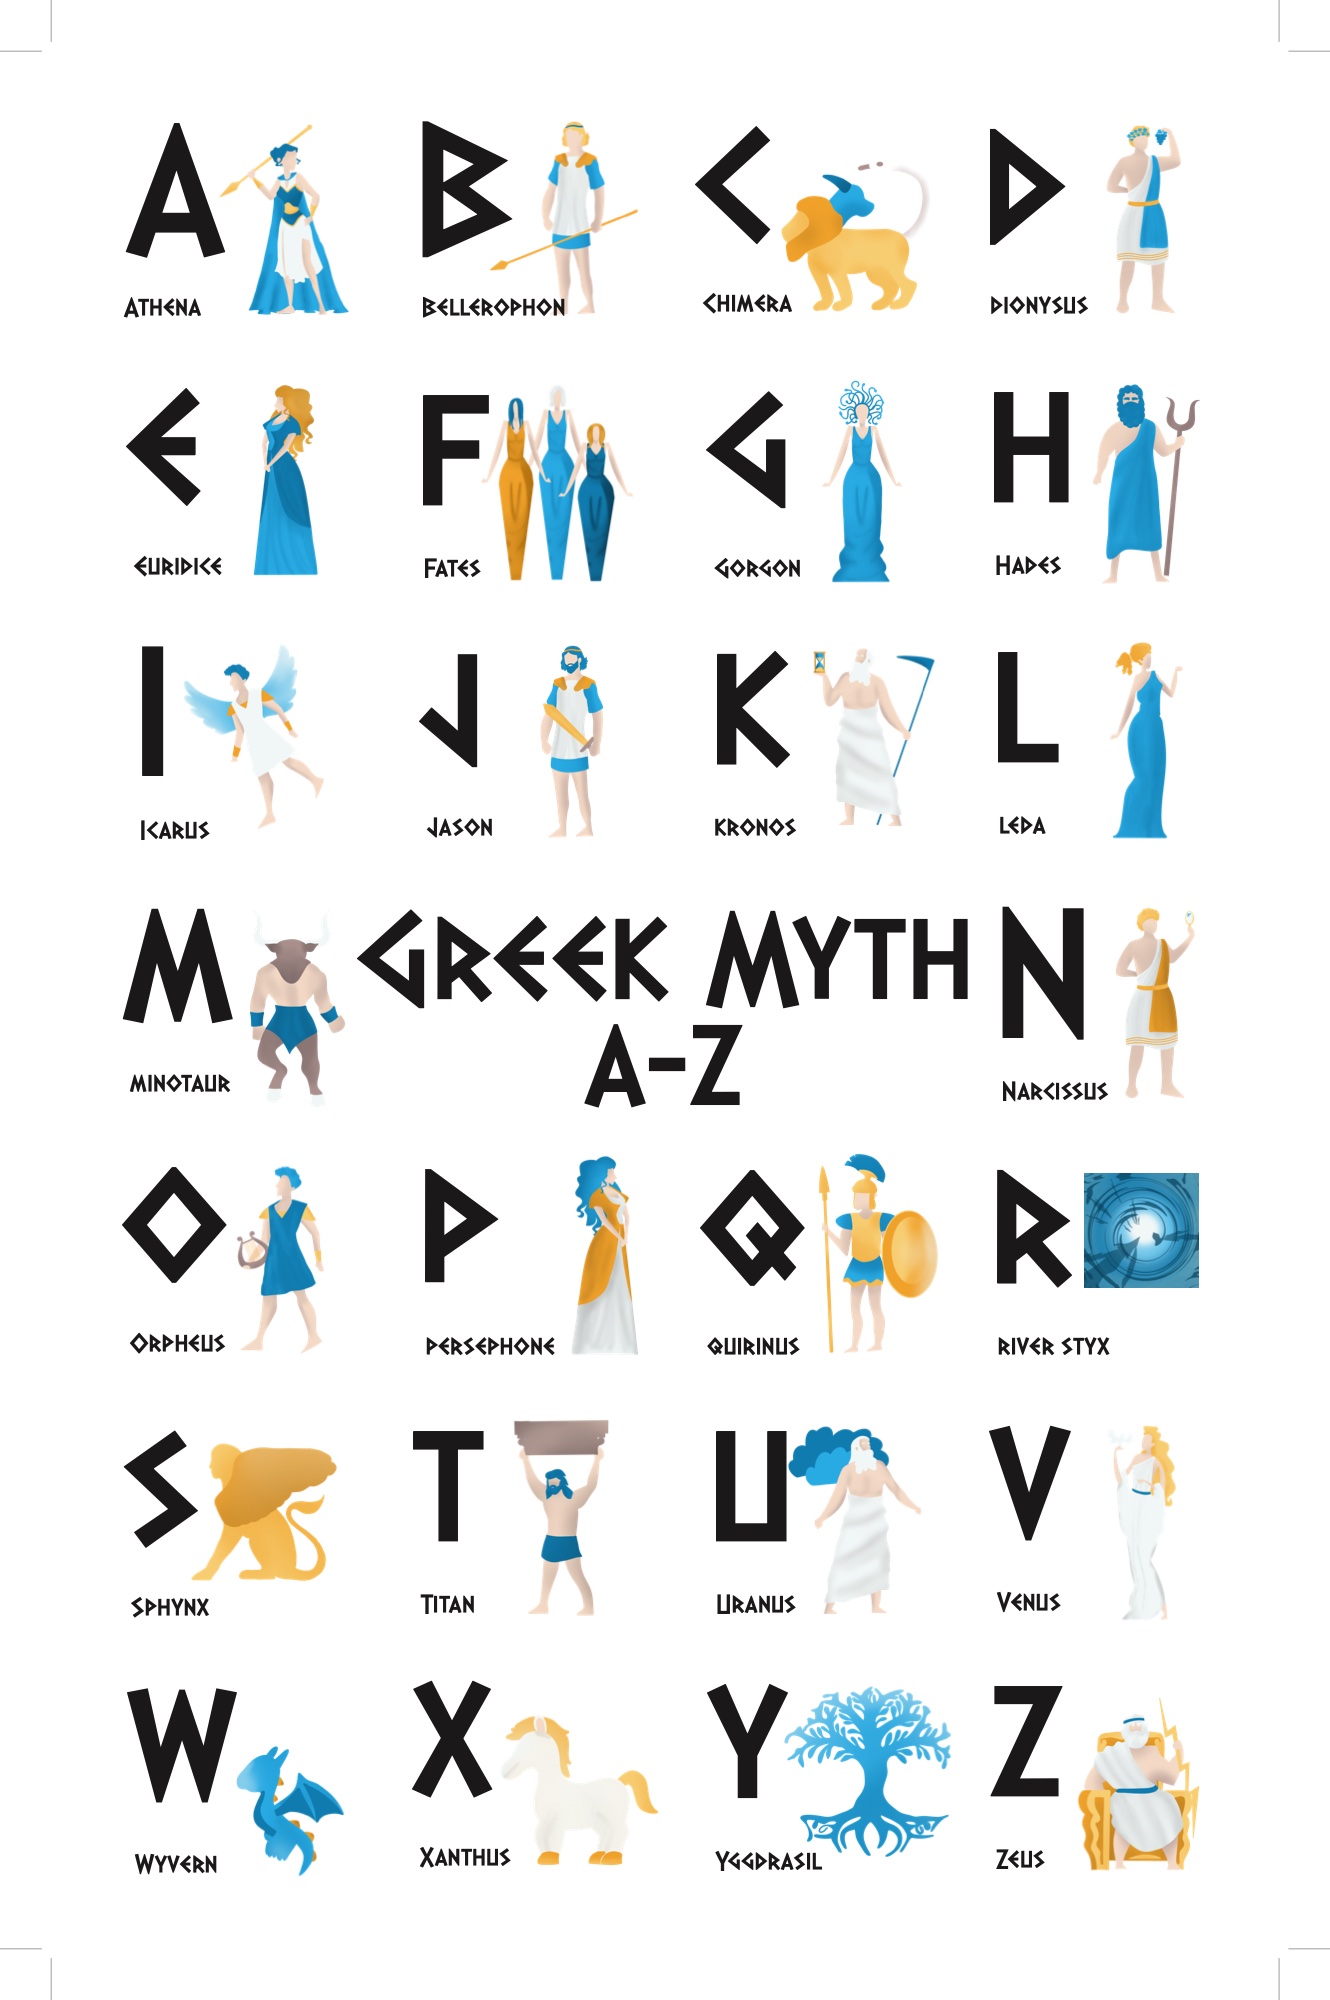 A B C D
Athena Bellerophon Chimera Dionysus
E F G H
Euridice Fates Gorgon Hades
I J K L
Icarus Jason Kronos Leda
M Greek Myth N
A-Z
Minotaur Narcissus
O P Q R
Orpheus Persephone Quirinus River Styx
S T U V
Sphynx Titan Uranus Venus
W X Y Z
Wyvern Xanthus Yggdrasil Zeus